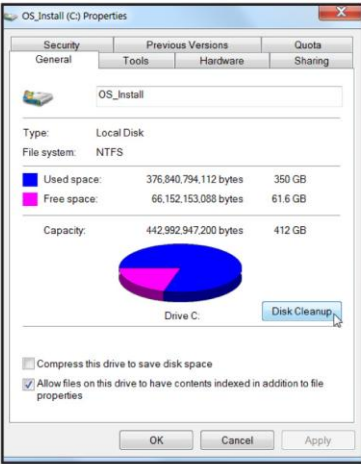 OS_Install (C:) Properties
Security Previous Versions Quota
General Tools Hardware Sharing
OS_Install
Type: Local Disk
File system: NTFS
Used space: 376,840,794,112 bytes 350 GB
Free space: 66,152,153,088 bytes 61.6 GB
Capacity: 442,992,947,200 bytes 412 GB
Drive C: Disk Cleanup
Compress this drive to save disk space
Allow files on this drive to have contents indexed in addition to file
properties
OK Cancel Apply